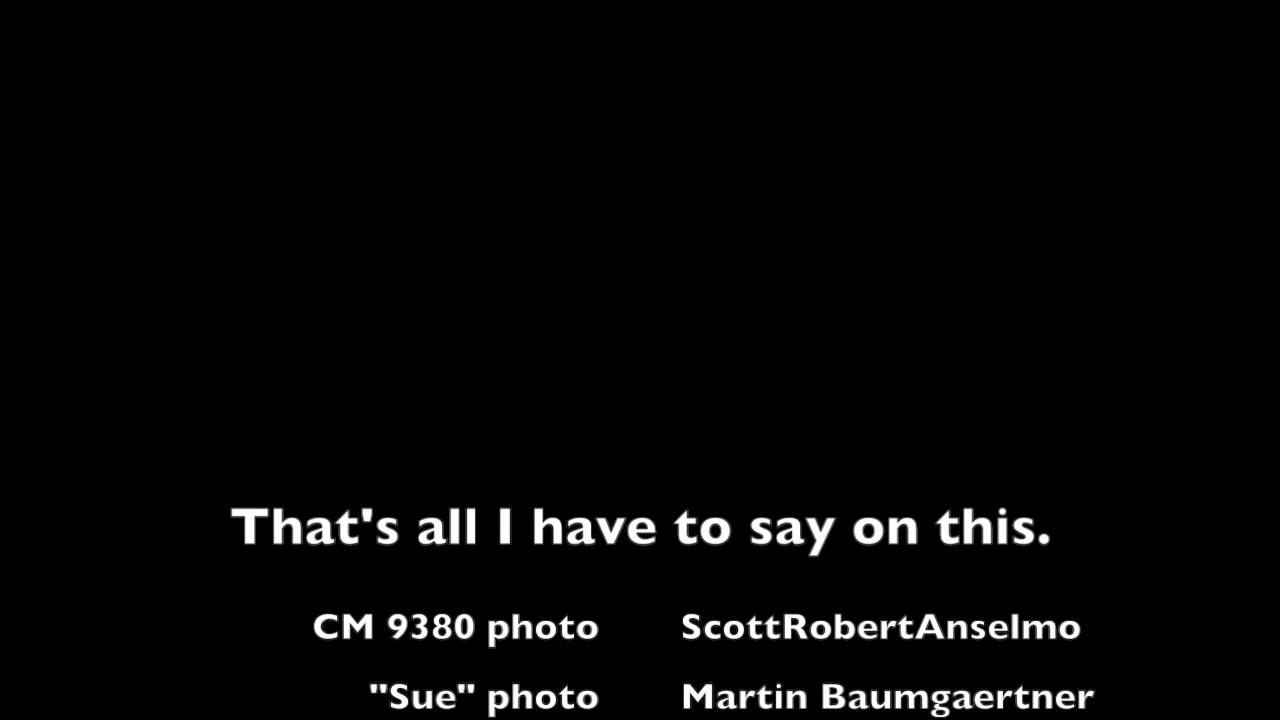 That's all I have to say on this.
CM 9380 photo ScottRobertAnselmo
"Sue" photo Martin Baumgaertner